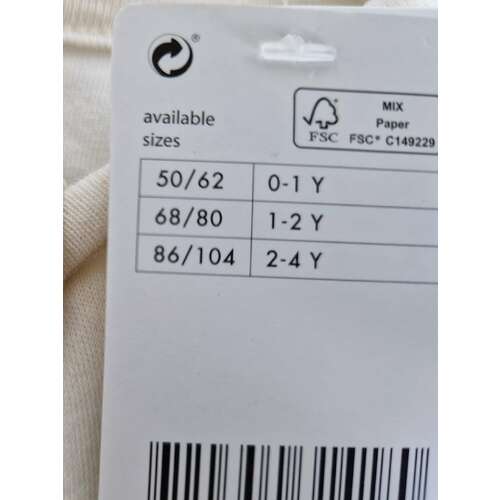 ®
available
sizes
MIX
Paper
FSC
FSC® C149229
50/62 0-1 Y
68/80 1-2 Y
86/104 2-4 Y